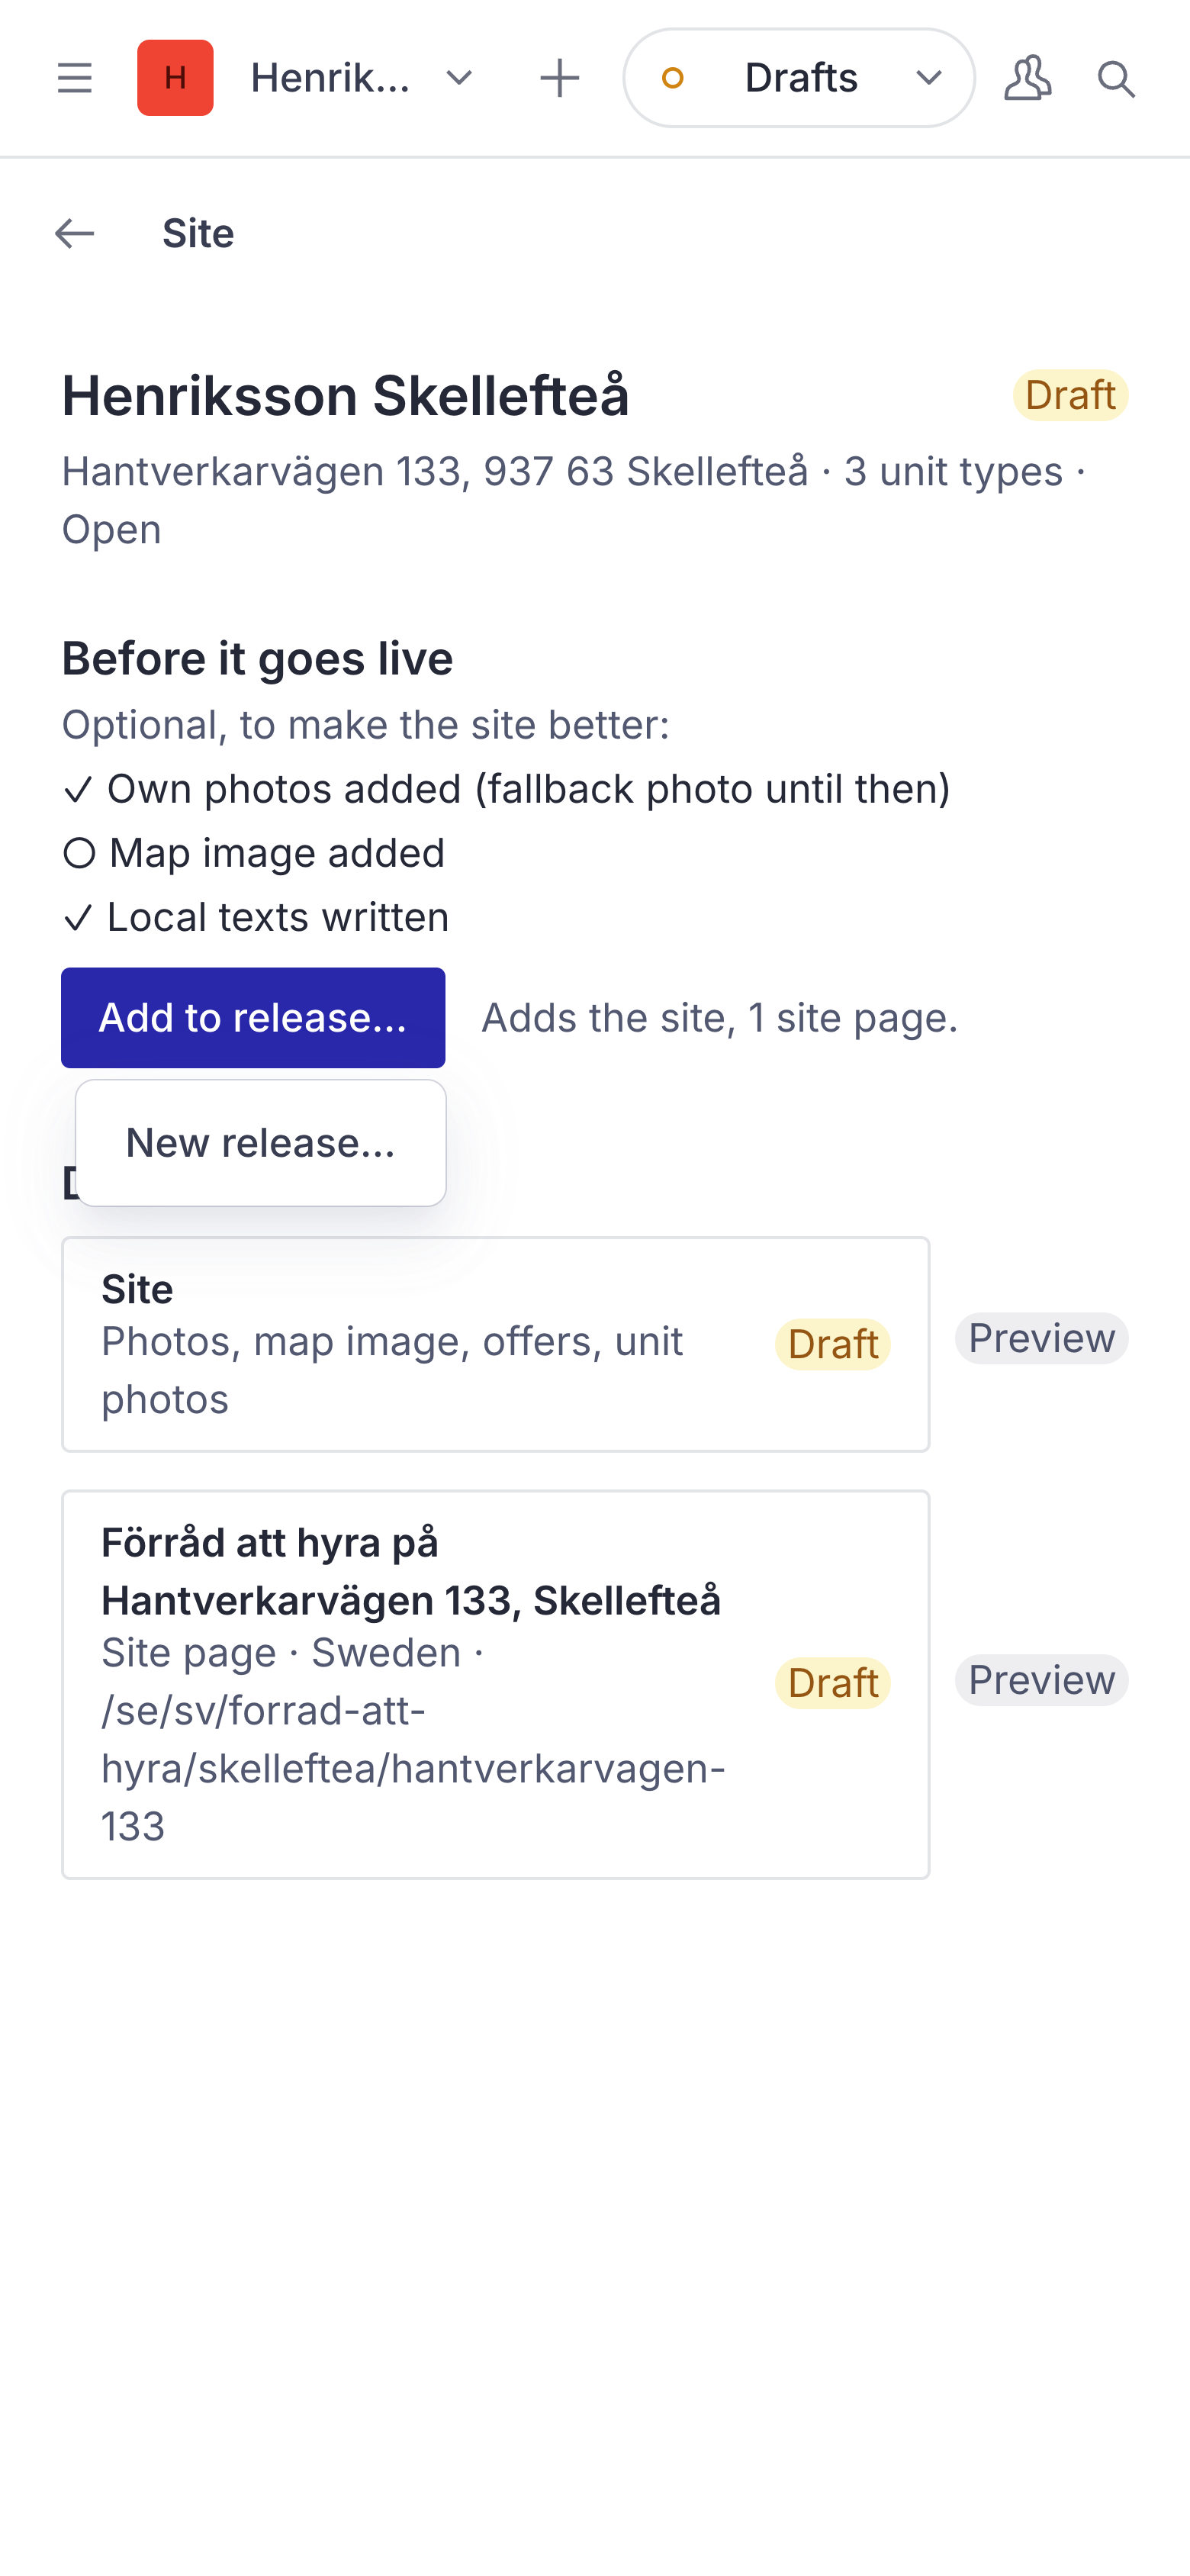 H Henrik... Drafts
Site
Henriksson Skellefteå Draft
Hantverkarvägen 133, 937 63 Skellefteå · 3 unit types ·
Open
Before it goes live
Optional, to make the site better:
✓ Own photos added (fallback photo until then)
○ Map image added
✓ Local texts written
Add to release... Adds the site, 1 site page.
New release...
Site
Photos, map image, offers, unit
photos
Draft
Preview
Förråd att hyra på
Hantverkarvägen 133, Skellefteå
Site page · Sweden ·
/se/sv/forrad-att-
hyra/skelleftea/hantverkarvagen-
133
Draft
Preview